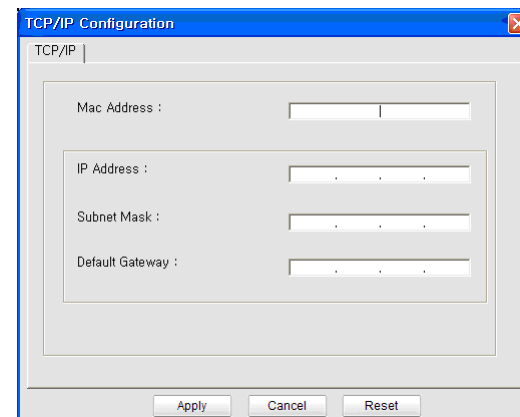 TCP/IP Configuration
TCP/IP
Mac Address :
IP Address :
. . .
Subnet Mask :
. . .
Default Gateway :
. . .
Apply Cancel Reset